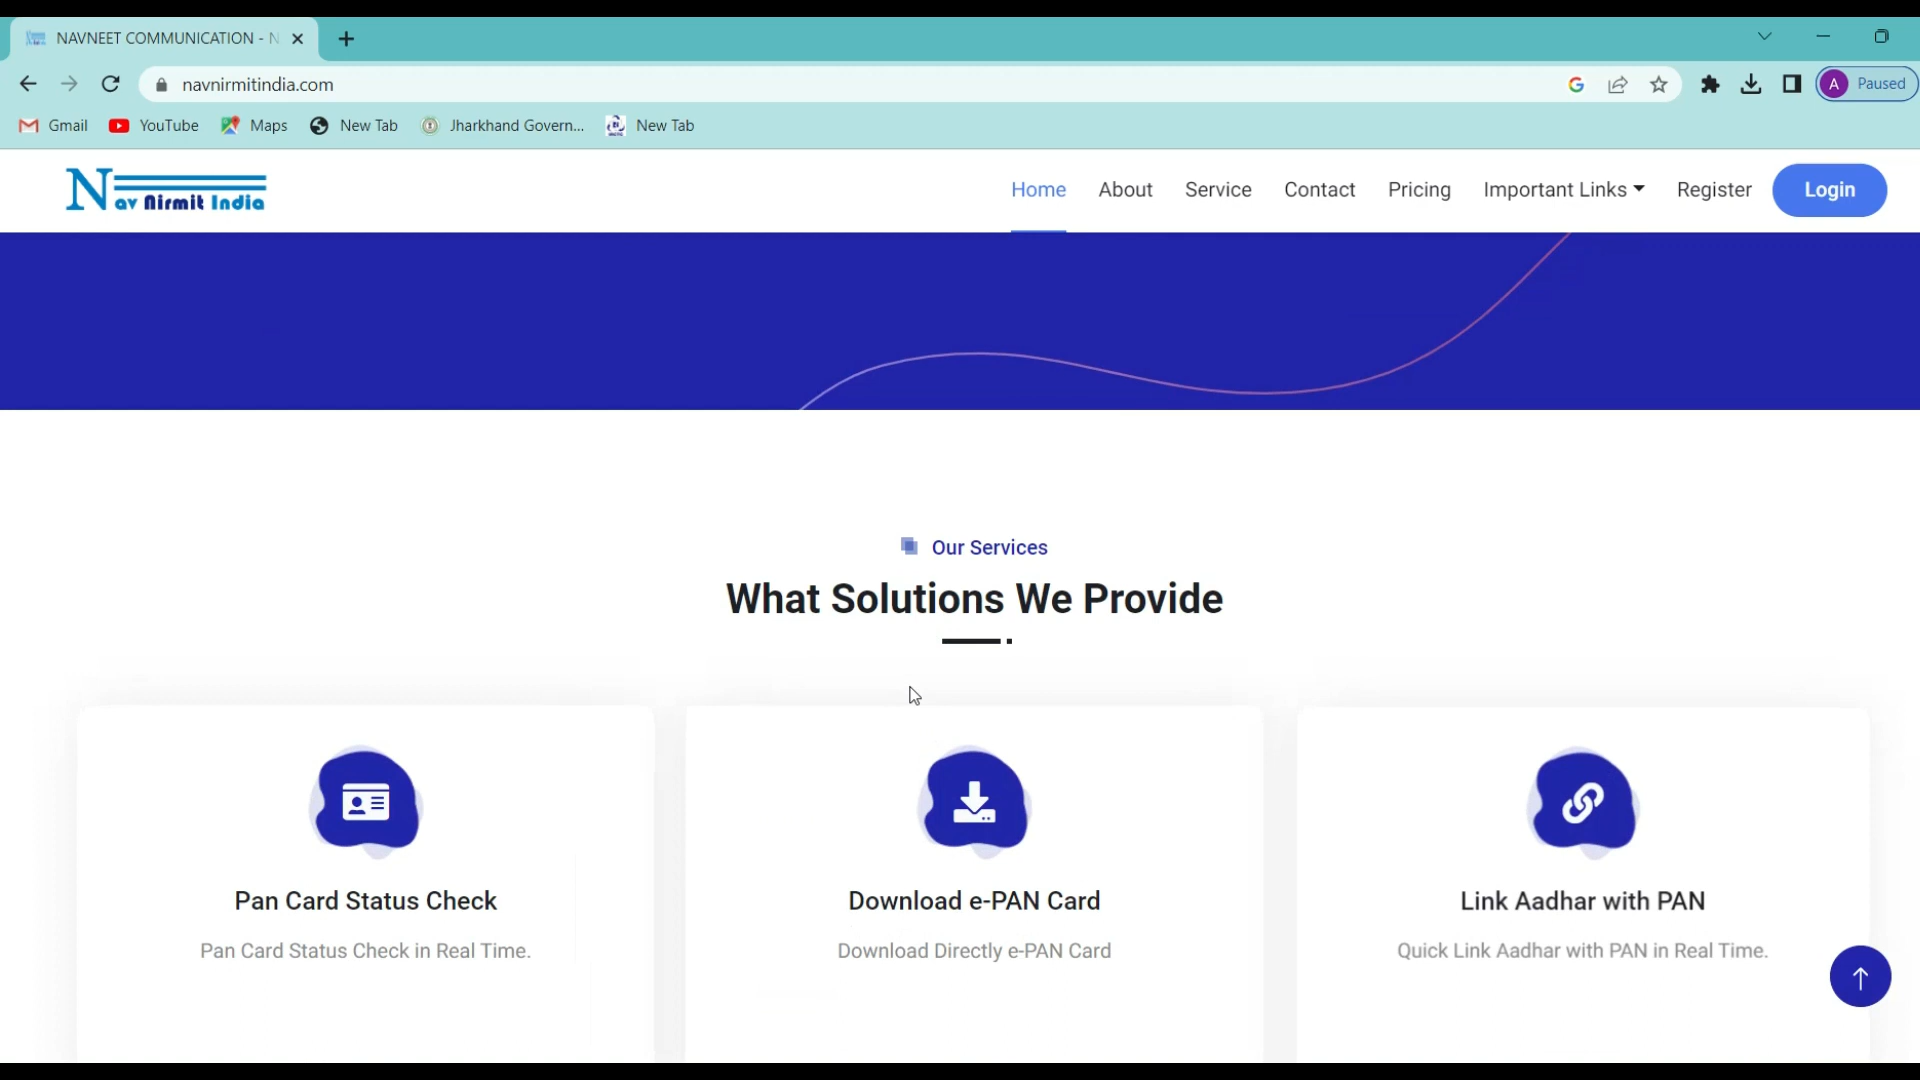 NAVNEET COMMUNICATION - N
navnirmitindia.com
A Paused
Gmail YouTube Maps New Tab Jharkhand Govern... New Tab
Nav Nirmit India
Home About Service Contact Pricing Important Links Register Login
Our Services
What Solutions We Provide
Pan Card Status Check
Pan Card Status Check in Real Time.
Download e-PAN Card
Download Directly e-PAN Card
Link Aadhar with PAN
Quick Link Aadhar with PAN in Real Time.